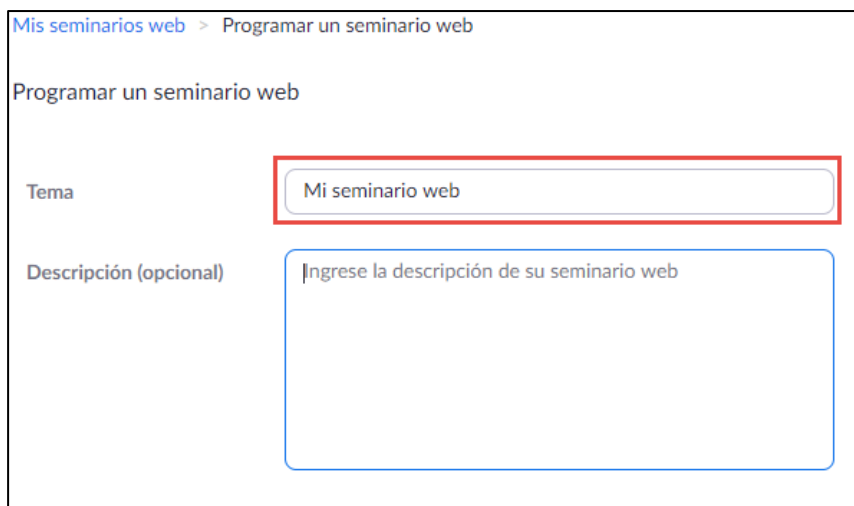 Mis seminarios web > Programar un seminario web
Programar un seminario web
Tema
Mi seminario web
Descripción (opcional)
Ingrese la descripción de su seminario web